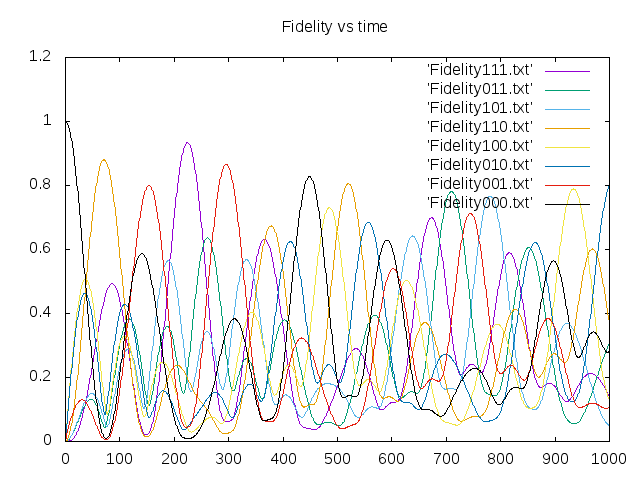 Fidelity vs time
1.2
1
0.8
0.6
0.4
0.2
0
'Fidelity111.txt'
'Fidelity011.txt'
'Fidelity101.txt'
'Fidelity110.txt'
'Fidelity100.txt'
'Fidelity010.txt'
'Fidelity001.txt'
'Fidelity000.txt'
0 100 200 300 400 500 600 700 800 900 1000